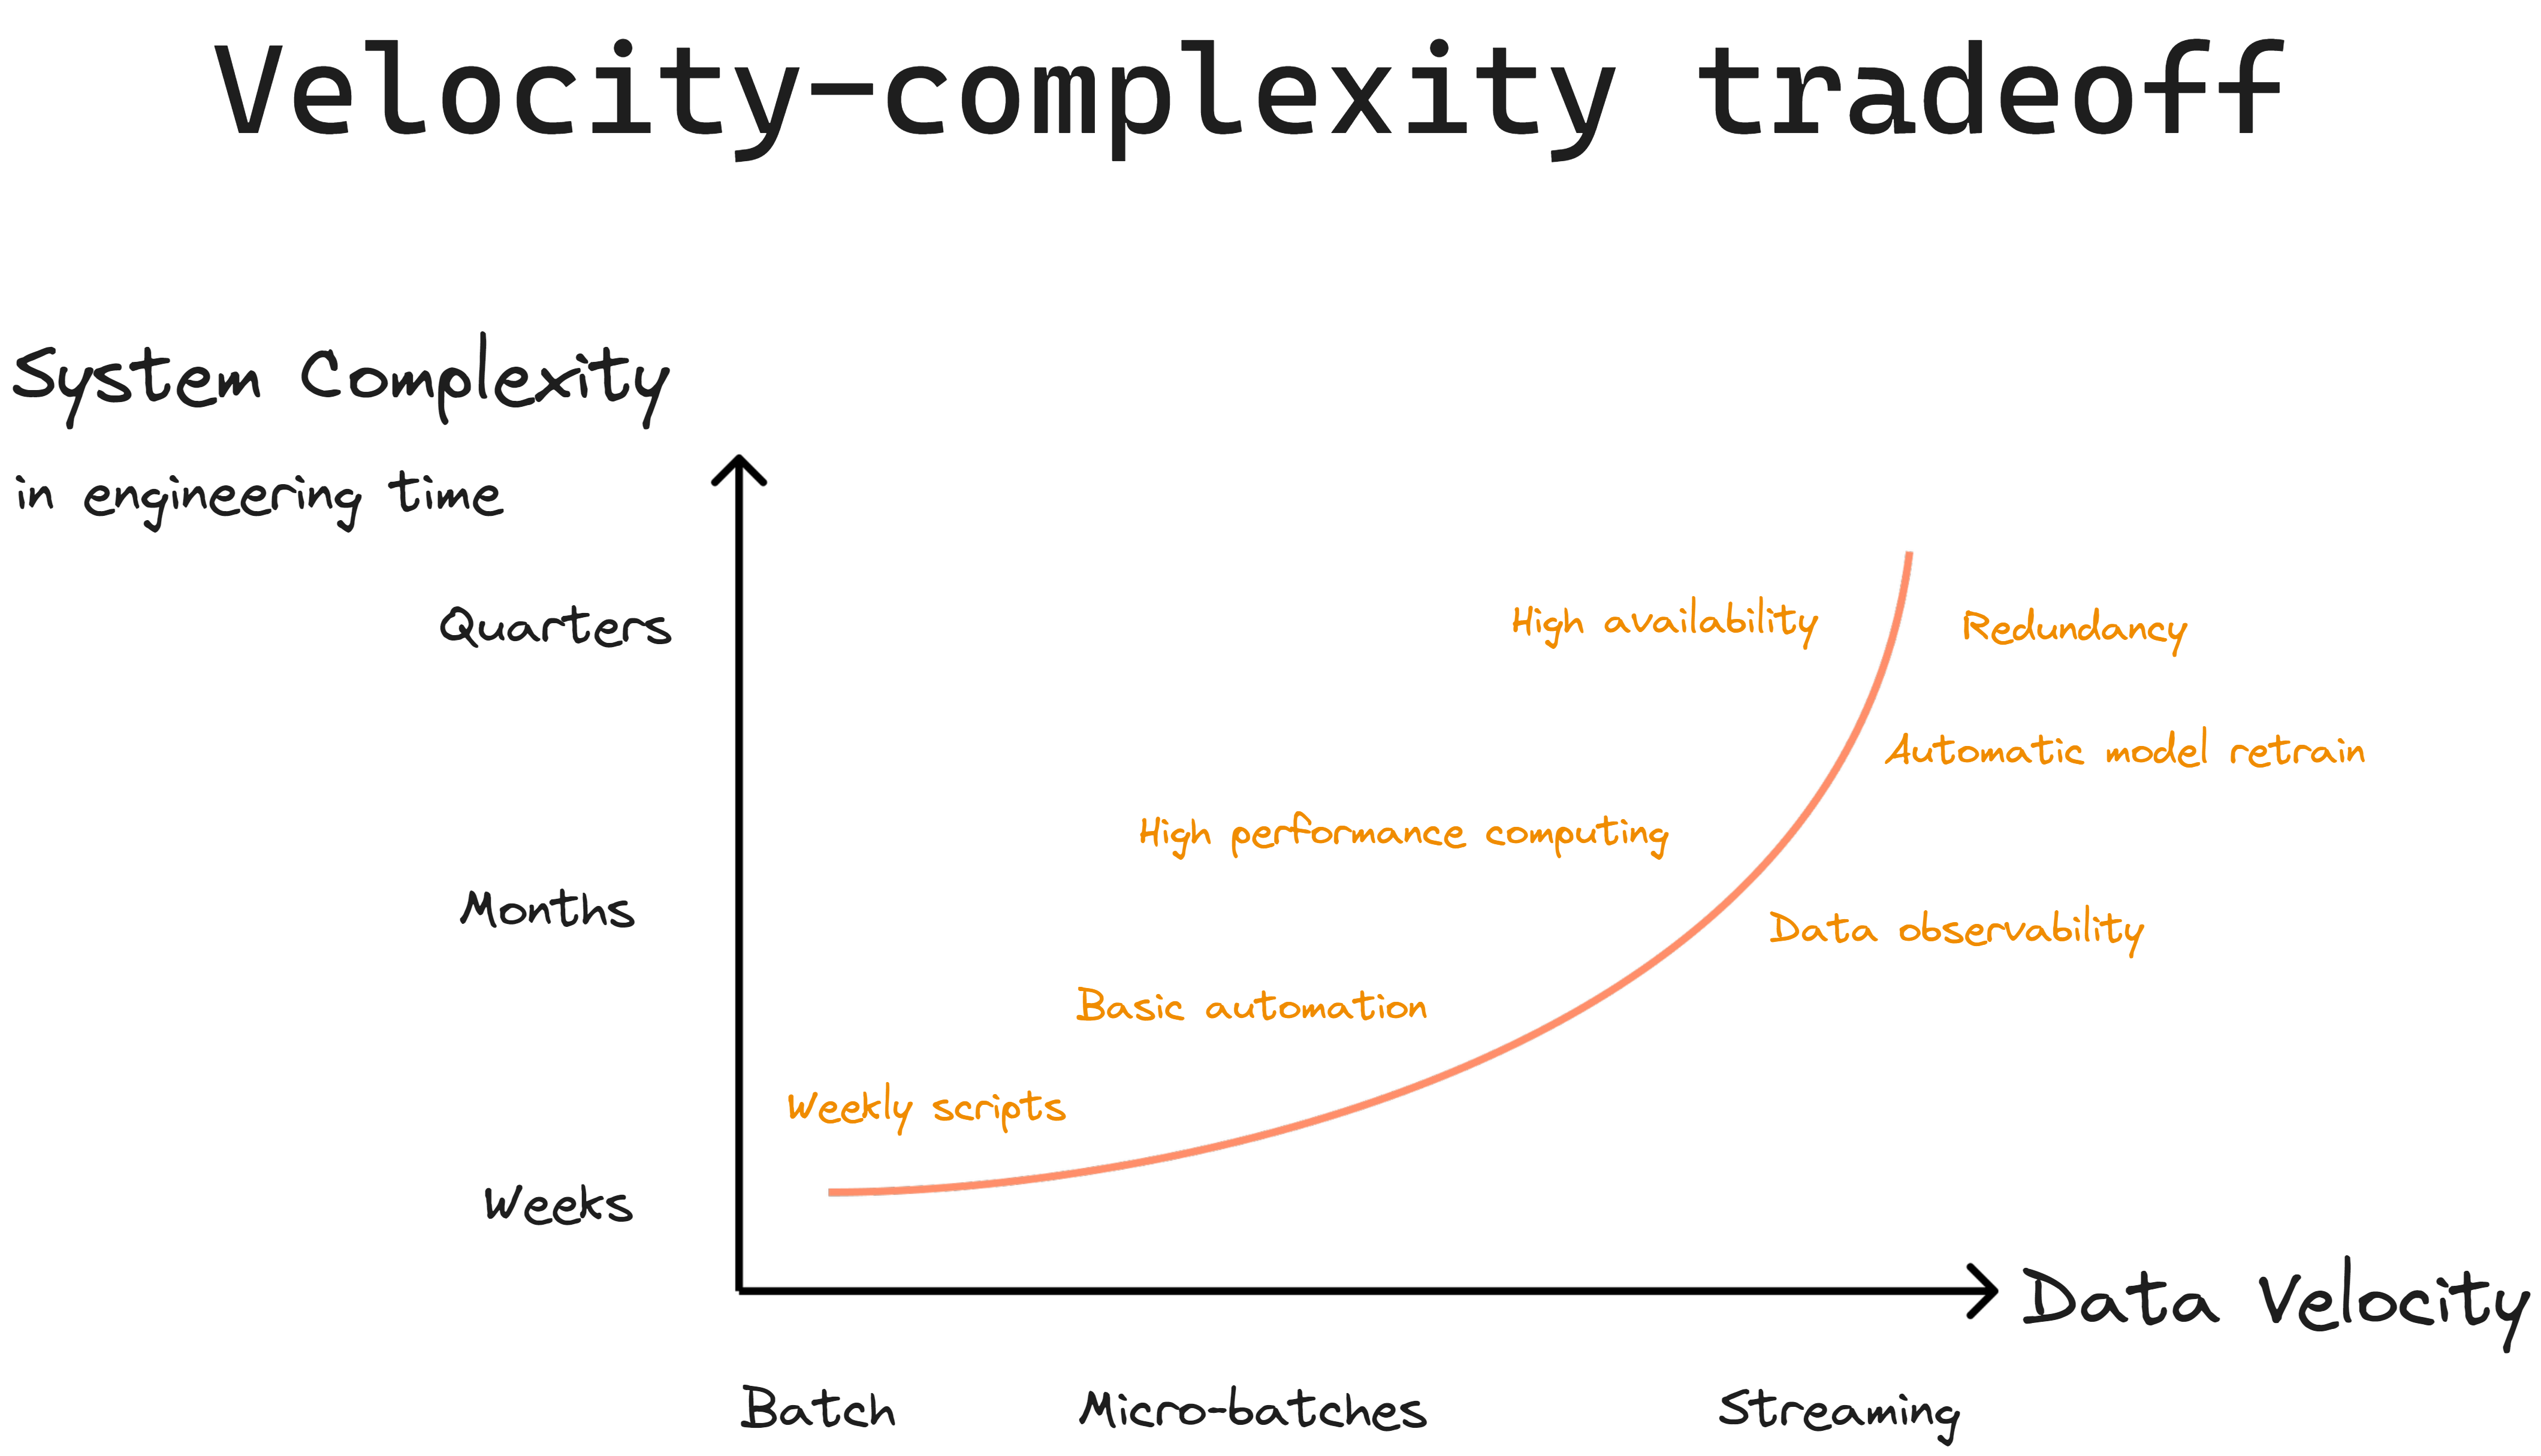 Velocity-complexity tradeoff
System Complexity
in engineering time
Quarters
High availability
Redundancy
Automatic model retrain
High performance computing
Months
Data observability
Basic automation
Weekly scripts
Weeks
Data Velocity
Batch
Micro-batches
Streaming